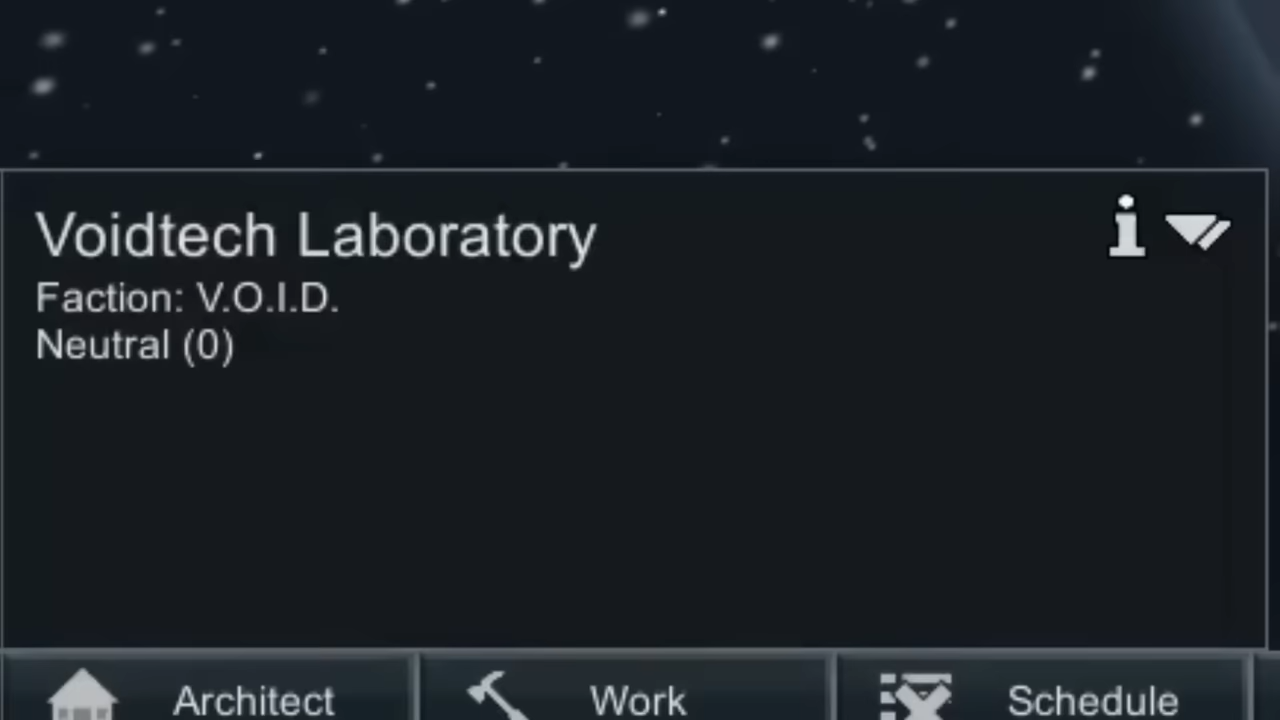 Voidtech Laboratory
Faction: V.O.I.D.
Neutral (0)
Architect
Work
Schedule